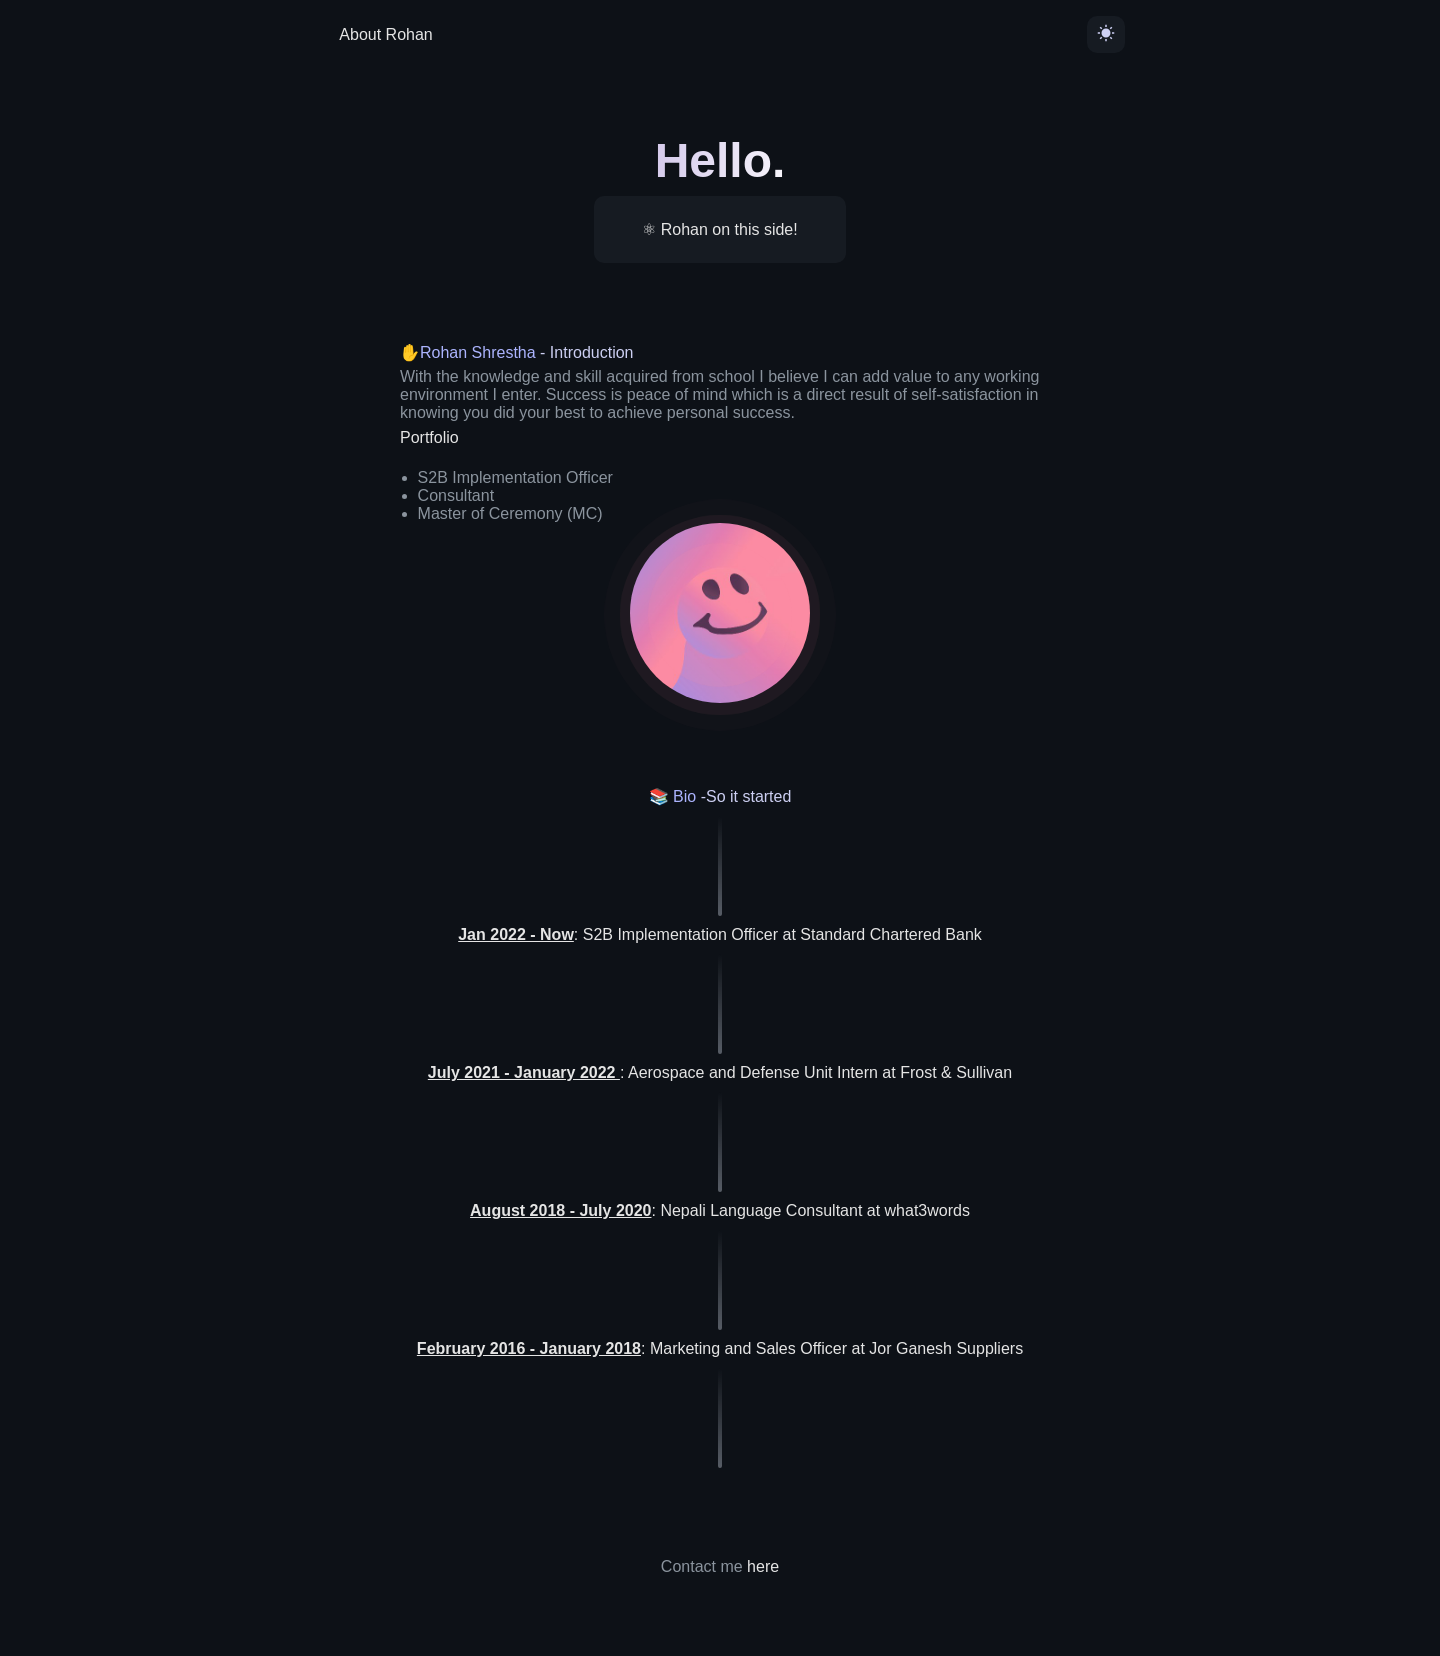 About Rohan
Hello.
⚛ Rohan on this side!
✋Rohan Shrestha - Introduction
With the knowledge and skill acquired from school I believe I can add value to any working
environment I enter. Success is peace of mind which is a direct result of self-satisfaction in
knowing you did your best to achieve personal success.
Portfolio
• S2B Implementation Officer
• Consultant
• Master of Ceremony (MC)
📚 Bio -So it started
Jan 2022 - Now: S2B Implementation Officer at Standard Chartered Bank
July 2021 - January 2022 : Aerospace and Defense Unit Intern at Frost & Sullivan
August 2018 - July 2020: Nepali Language Consultant at what3words
February 2016 - January 2018: Marketing and Sales Officer at Jor Ganesh Suppliers
Contact me here